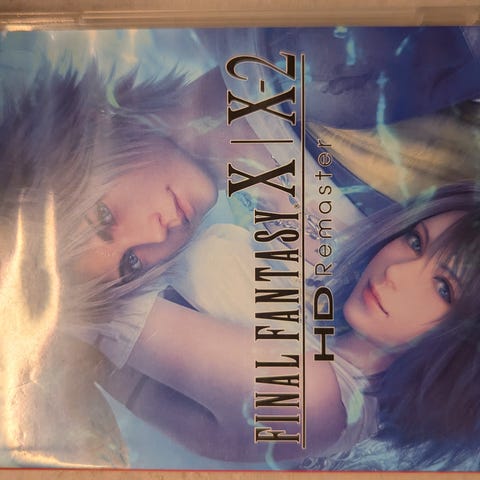 FINAL FANTASY X | X-2
HD Remaster